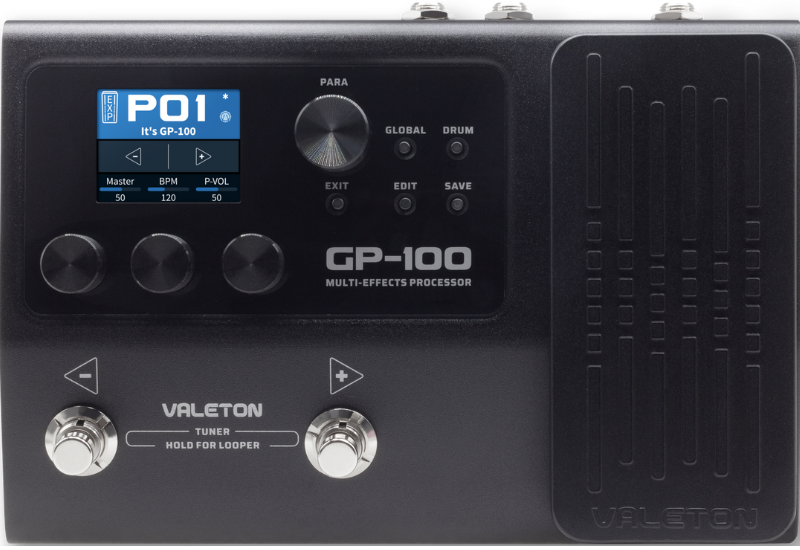 EXP
P01 *
It's GP-100
- +
Master BPM P-VOL
50 120 50
PARA
GLOBAL DRUM
EXIT EDIT SAVE
GP-100
MULTI-EFFECTS PROCESSOR
- +
VALETON
TUNER
HOLD FOR LOOPER
VALETON